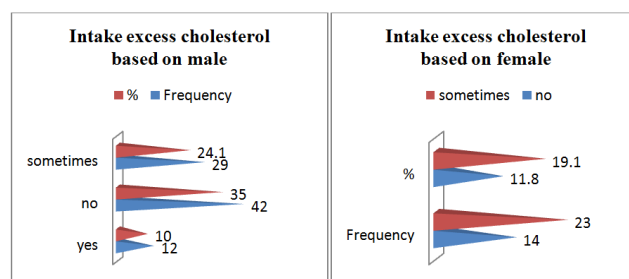 Intake excess cholesterol
based on male
% Frequency
sometimes
24.1
29
no
35
42
yes
10
12
Intake excess cholesterol
based on female
sometimes no
%
19.1
11.8
Frequency
23
14